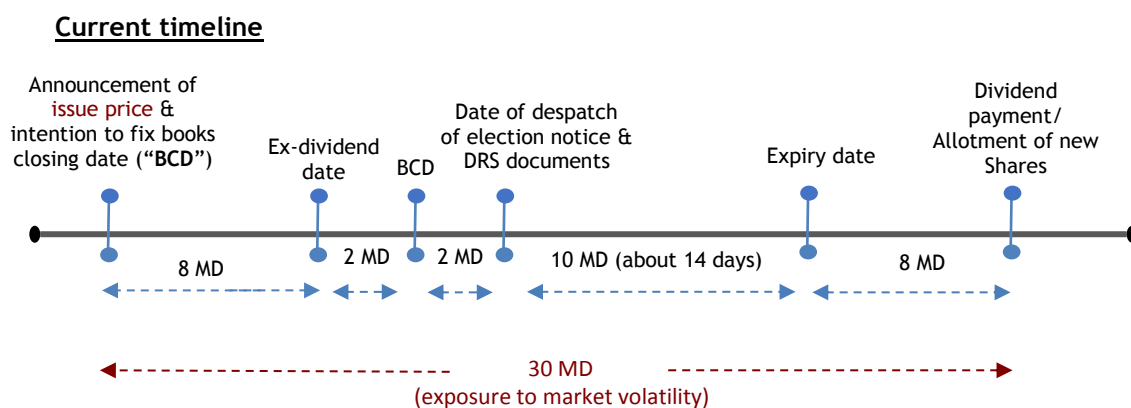 Current timeline
Announcement of
issue price &
intention to fix books
closing date (“BCD”)
Ex-dividend
date
BCD
Date of despatch
of election notice &
DRS documents
Expiry date
Dividend
payment/
Allotment of new
Shares
8 MD
2 MD
2 MD
10 MD (about 14 days)
8 MD
30 MD
(exposure to market volatility)